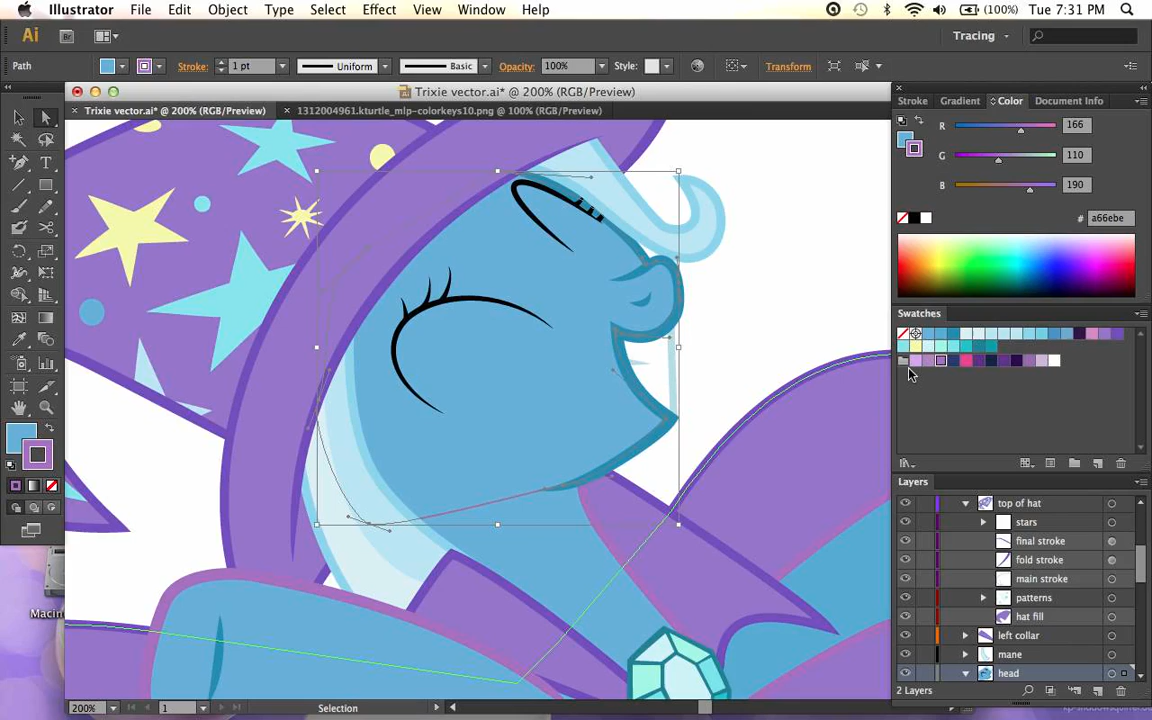 Illustrator File Edit Object Type Select Effect View Window Help (100%) Tue 7:31 PM
Ai Br Tracing
Path Stroke: 1 pt Uniform Basic Opacity: 100% Style: Transform
Trixie vector.ai* @ 200% (RGB/Preview)
Trixie vector.ai* @ 200% (RGB/Preview) 1312004961.kturtle_mlp-colorkeys10.png @ 100% (RGB/Preview)
Stroke Gradient Color Document Info
R 166
G 110
B 190
# a66ebe
Swatches
Layers
top of hat
stars
final stroke
fold stroke
main stroke
patterns
hat fill
left collar
mane
head
2 Layers
Macin
200% 1 Selection